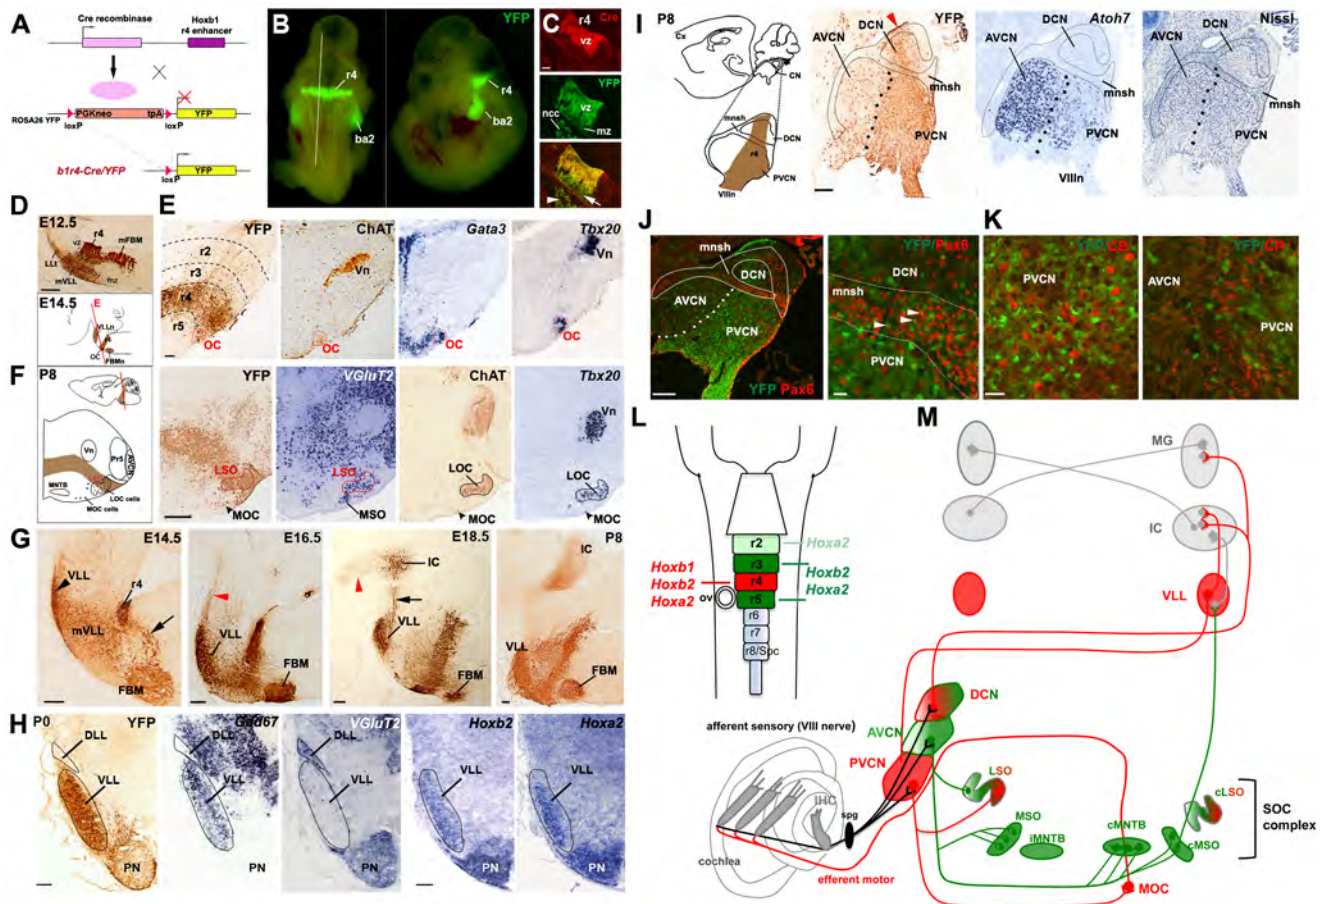 A
Cre recombinase
Hoxb1
r4 enhancer
ROSA26 YFP
PGKneo
tpA
YFP
loxP
loxP
b1r4-Cre/YFP
YFP
loxP
B
YFP
r4
ba2
r4
ba2
C
Cre
r4
vz
YFP
vz
ncc
mz
D
E12.5
r4
vz
mFBM
LLt
mVLL
mz
E14.5
E
VLLn
r4
OC
FBMn
E
YFP
r2
r3
r4
r5
OC
ChAT
Vn
OC
Gata3
OC
Tbx20
Vn
OC
F
P8
Vn
Pr5
AVCN
MNTB
LOC cells
MOC cells
YFP
LSO
MOC
VGluT2
LSO
MSO
ChAT
LOC
MOC
Tbx20
Vn
LOC
MOC
G
E14.5
VLL
r4
mVLL
FBM
E16.5
VLL
FBM
E18.5
IC
VLL
FBM
P8
IC
VLL
FBM
H
P0
YFP
DLL
VLL
PN
Gad67
DLL
VLL
PN
VGluT2
DLL
VLL
PN
Hoxb2
VLL
PN
Hoxa2
VLL
PN
I
P8
Cx
Cb
CN
mnsh
DCN
r4
PVCN
VIIIn
YFP
DCN
AVCN
mnsh
PVCN
Atoh7
DCN
AVCN
mnsh
PVCN
VIIIn
Nissl
DCN
AVCN
mnsh
PVCN
J
mnsh
DCN
AVCN
PVCN
YFP Pax6
YFP/Pax6
DCN
mnsh
PVCN
K
YFP/CB
PVCN
YFP/CR
AVCN
PVCN
L
r2
Hoxa2
Hoxb1
r3
Hoxb2
Hoxb2
r4
Hoxa2
Hoxa2
ov
r5
r6
r7
r8/Spc
M
MG
IC
VLL
DCN
afferent sensory (VIII nerve)
AVCN
PVCN
LSO
cLSO
IHC
spg
MSO
iMNTB
cMNTB
cMSO
SOC
complex
cochlea
efferent motor
MOC